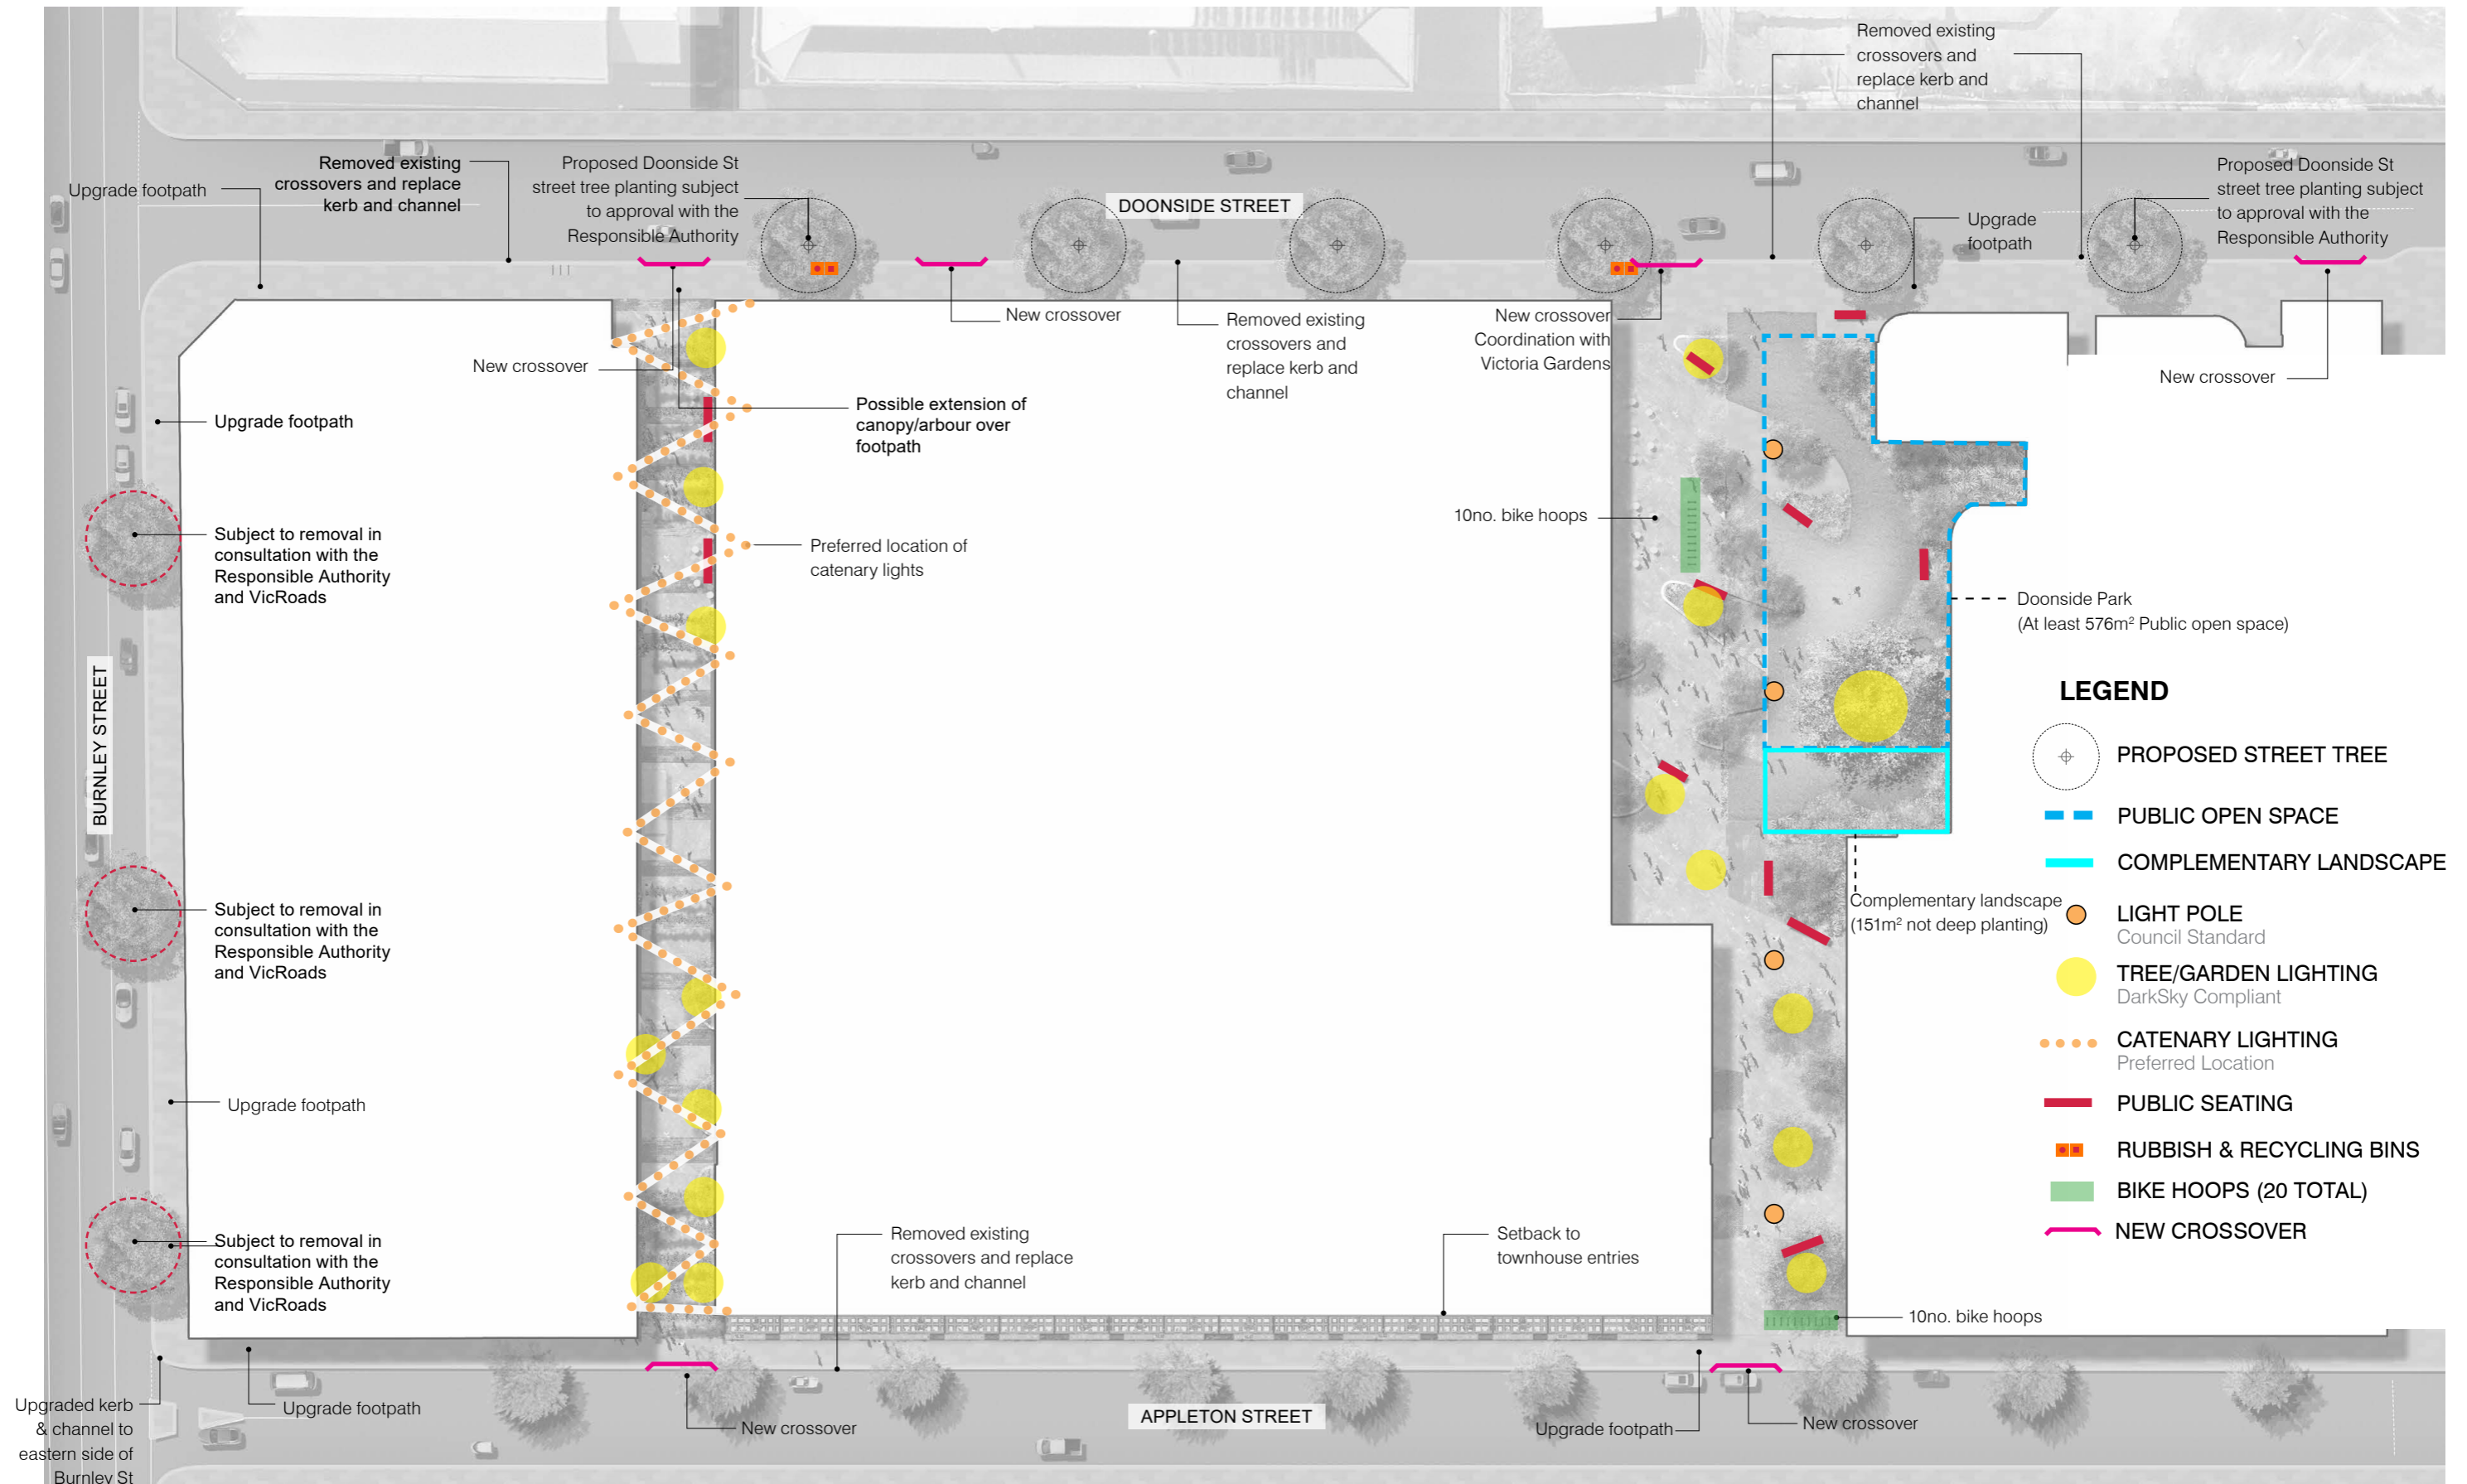 Removed existing
crossovers and
replace kerb and
channel
Upgrade footpath
Removed existing
crossovers and replace
kerb and channel
Proposed Doonside St
street tree planting subject
to approval with the
Responsible Authority
DOONSIDE STREET
Upgrade
footpath
Proposed Doonside St
street tree planting subject
to approval with the
Responsible Authority
New crossover
New crossover
Removed existing
crossovers and
replace kerb and
channel
New crossover
Coordination with
Victoria Gardens
New crossover
Upgrade footpath
Possible extension of
canopy/arbour over
footpath
10no. bike hoops
Subject to removal in
consultation with the
Responsible Authority
and VicRoads
Preferred location of
catenary lights
Doonside Park
(At least 576m² Public open space)
BURNLEY STREET
LEGEND
PROPOSED STREET TREE
PUBLIC OPEN SPACE
COMPLEMENTARY LANDSCAPE
LIGHT POLE
Council Standard
TREE/GARDEN LIGHTING
DarkSky Compliant
CATENARY LIGHTING
Preferred Location
PUBLIC SEATING
RUBBISH & RECYCLING BINS
BIKE HOOPS (20 TOTAL)
NEW CROSSOVER
Complementary landscape
(151m² not deep planting)
Subject to removal in
consultation with the
Responsible Authority
and VicRoads
Upgrade footpath
Subject to removal in
consultation with the
Responsible Authority
and VicRoads
Removed existing
crossovers and replace
kerb and channel
Setback to
townhouse entries
10no. bike hoops
Upgraded kerb
& channel to
eastern side of
Burnley St
Upgrade footpath
New crossover
APPLETON STREET
Upgrade footpath
New crossover